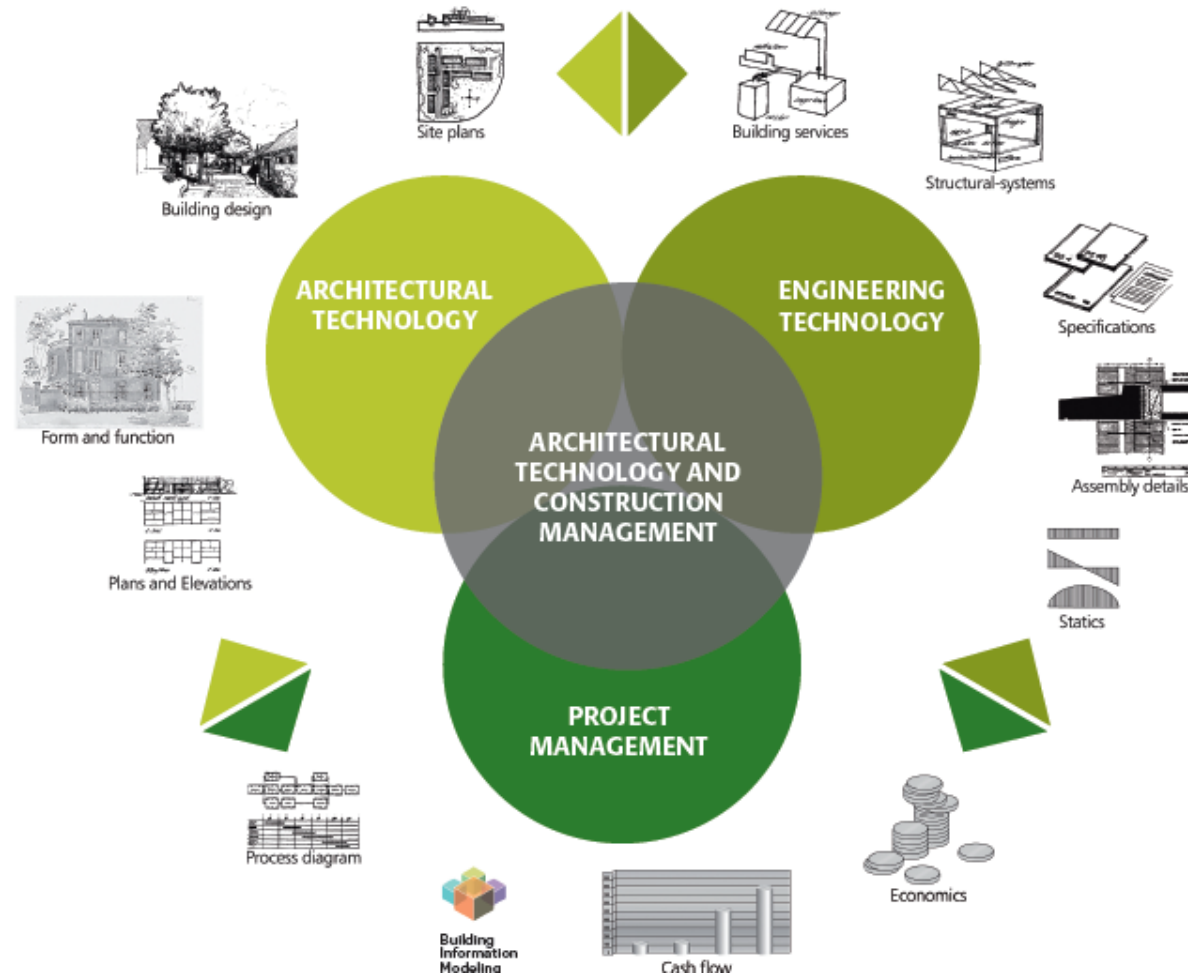 Site plans
Building services
Structural-systems
Building design
ARCHITECTURAL
TECHNOLOGY
ENGINEERING
TECHNOLOGY
Specifications
Form and function
ARCHITECTURAL
TECHNOLOGY AND
CONSTRUCTION
MANAGEMENT
Assembly details
Plans and Elevations
Statics
PROJECT
MANAGEMENT
Process diagram
Economics
Building
Information
Modeling
Cash flow